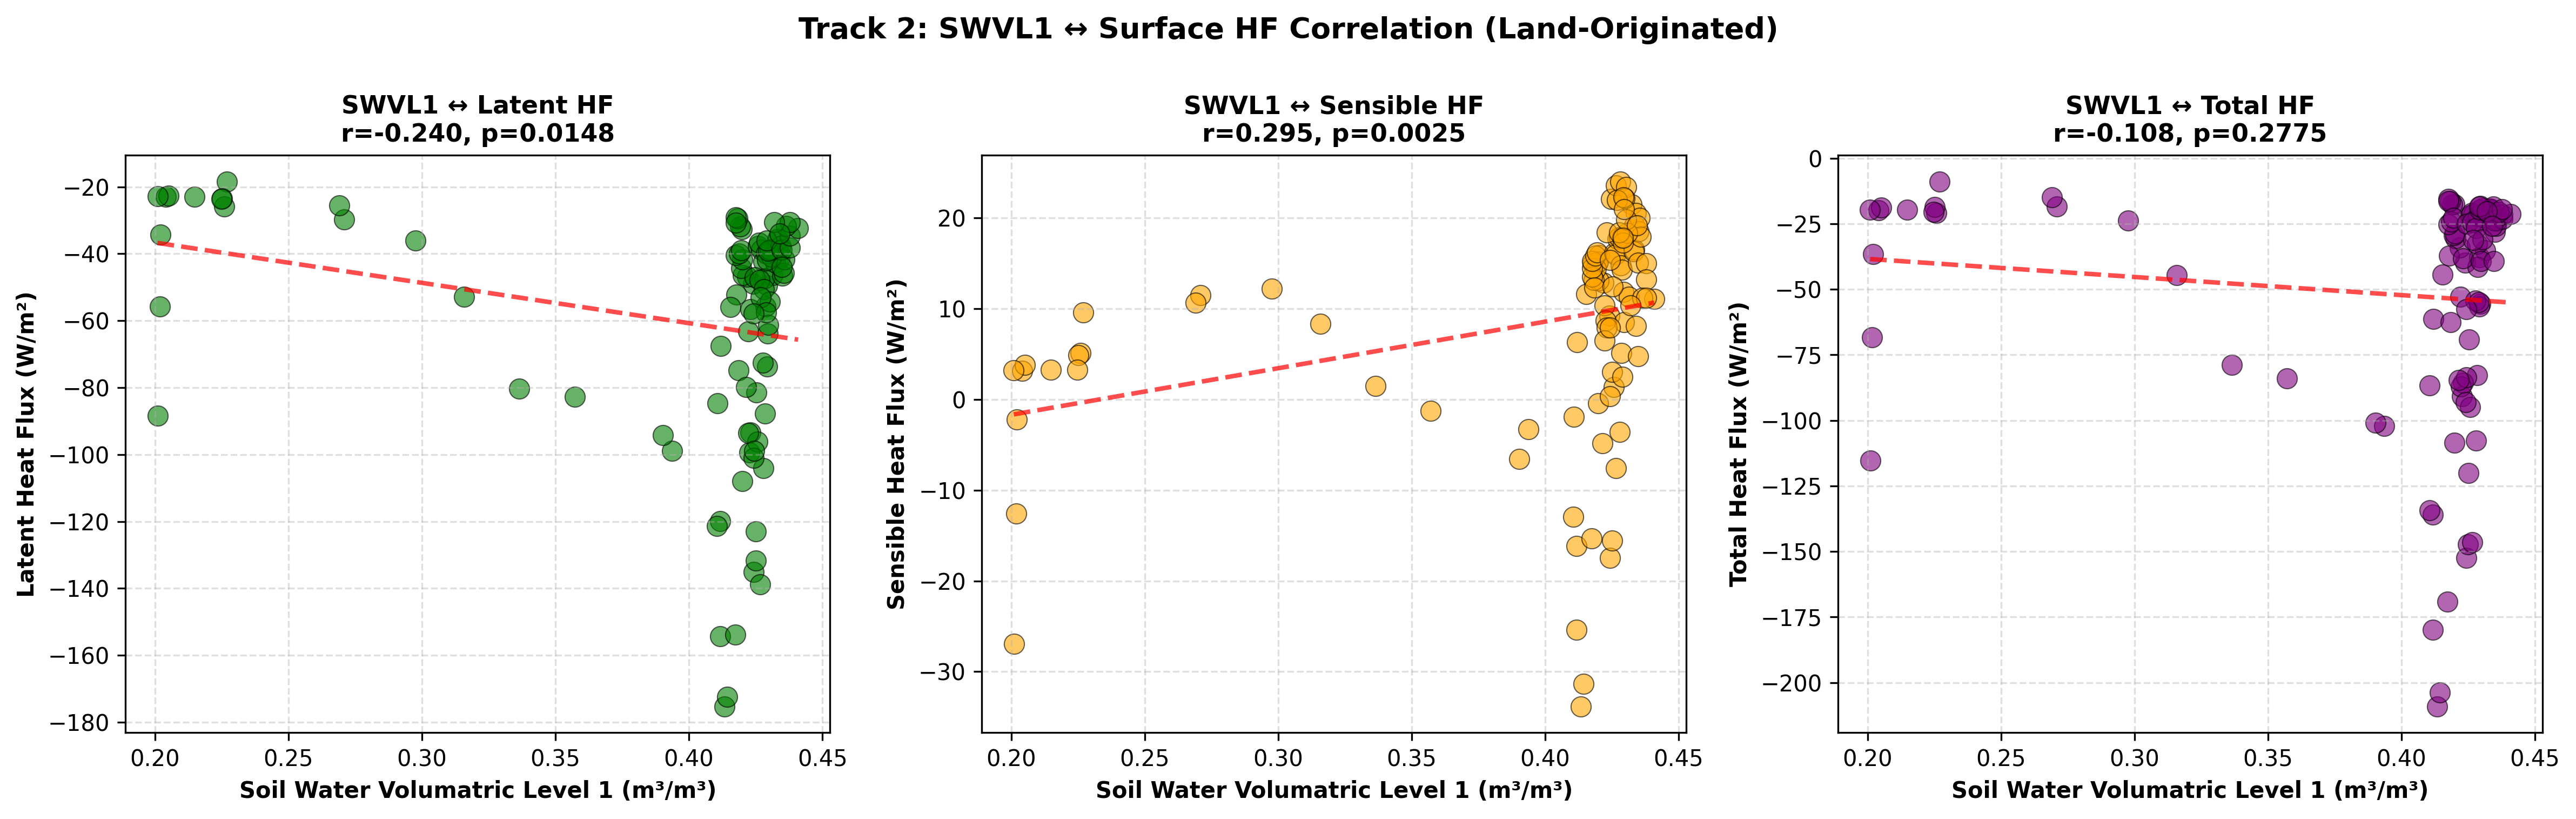 Track 2: SWVL1 ↔ Surface HF Correlation (Land-Originated)
SWVL1 ↔ Latent HF
r=-0.240, p=0.0148
−20
−40
−60
−80
−100
−120
−140
−160
−180
Latent Heat Flux (W/m²)
0.20 0.25 0.30 0.35 0.40 0.45
Soil Water Volumatric Level 1 (m³/m³)
SWVL1 ↔ Sensible HF
r=0.295, p=0.0025
20
10
0
−10
−20
−30
Sensible Heat Flux (W/m²)
0.20 0.25 0.30 0.35 0.40 0.45
Soil Water Volumatric Level 1 (m³/m³)
SWVL1 ↔ Total HF
r=-0.108, p=0.2775
0
−25
−50
−75
−100
−125
−150
−175
−200
Total Heat Flux (W/m²)
0.20 0.25 0.30 0.35 0.40 0.45
Soil Water Volumatric Level 1 (m³/m³)